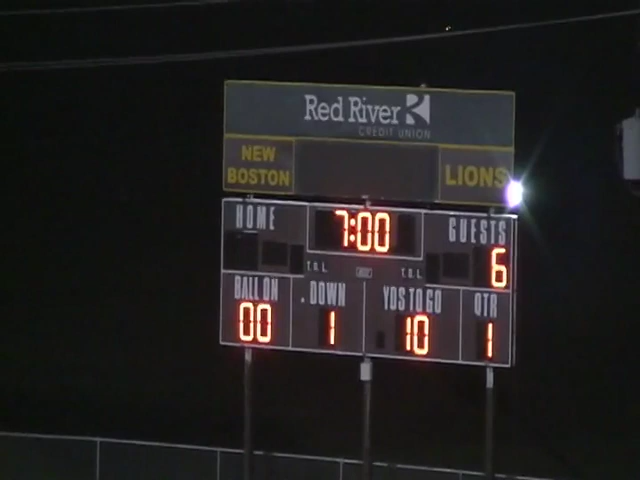 Red River
CREDIT UNION
NEW BOSTON LIONS
HOME 7:00 GUESTS
T.O.L. T.O.L. 6
BALL ON DOWN YDS TO GO QTR
00 1 10 1